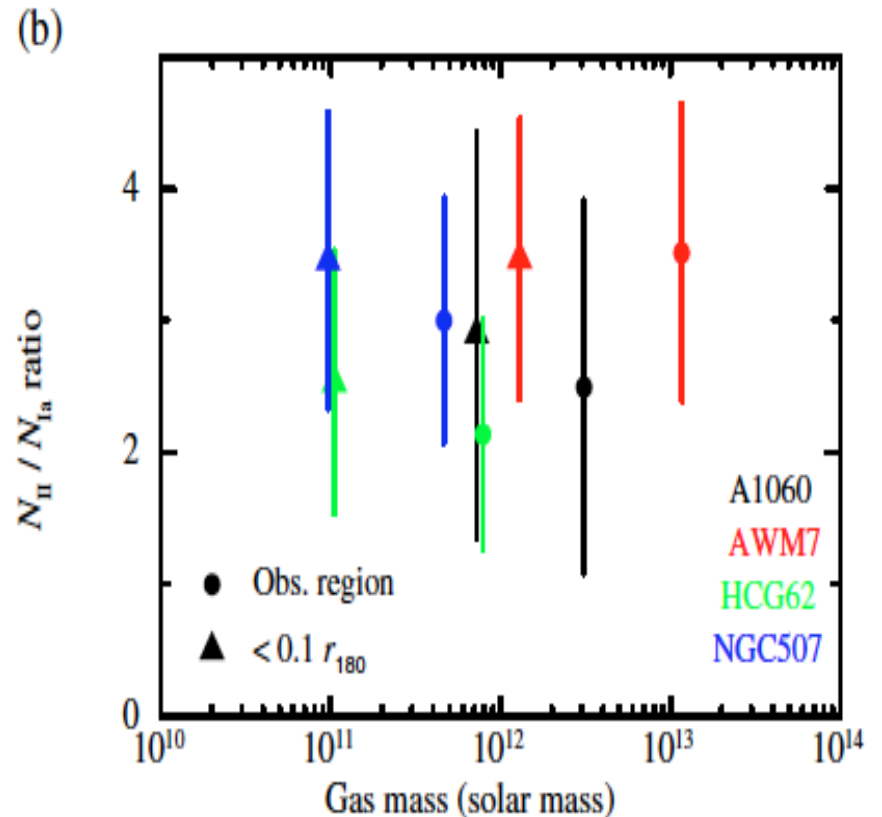 (b)
4
2
0
N_II / N_Ia ratio
A1060
AWM7
HCG62
NGC507
● Obs. region
▲ < 0.1 r_180
10^10 10^11 10^12 10^13 10^14
Gas mass (solar mass)